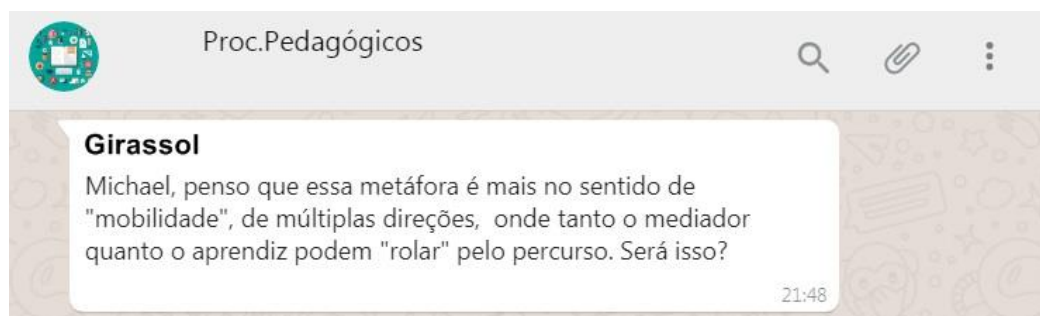 Proc.Pedagógicos
Girassol
Michael, penso que essa metáfora é mais no sentido de
"mobilidade", de múltiplas direções, onde tanto o mediador
quanto o aprendiz podem "rolar" pelo percurso. Será isso?
21:48